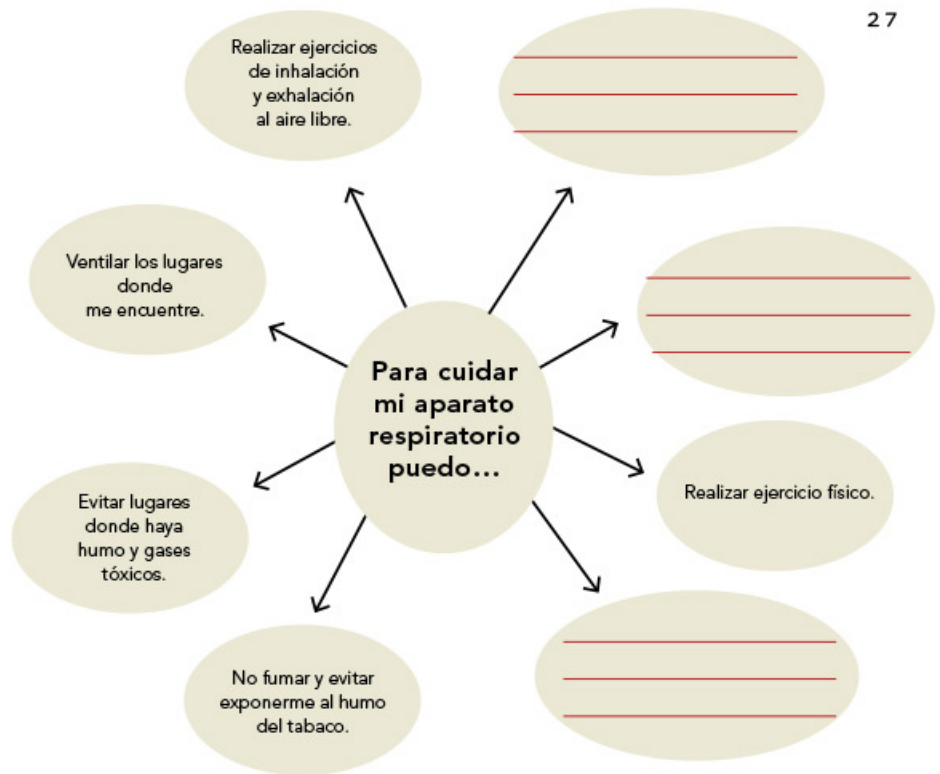 27
Realizar ejercicios
de inhalación
y exhalación
al aire libre.
Ventilar los lugares
donde
me encuentre.
Para cuidar
mi aparato
respiratorio
puedo...
Evitar lugares
donde haya
humo y gases
tóxicos.
Realizar ejercicio físico.
No fumar y evitar
exponerme al humo
del tabaco.